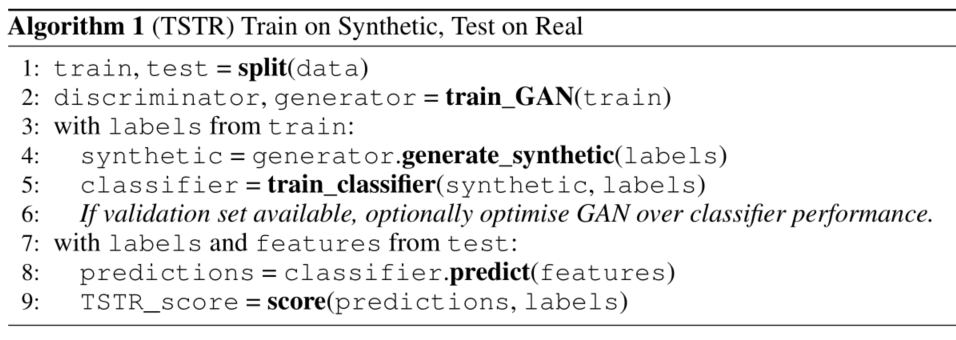 Algorithm 1 (TSTR) Train on Synthetic, Test on Real
1: train, test = split(data)
2: discriminator, generator = train_GAN(train)
3: with labels from train:
4: synthetic = generator.generate_synthetic(labels)
5: classifier = train_classifier(synthetic, labels)
6: If validation set available, optionally optimise GAN over classifier performance.
7: with labels and features from test:
8: predictions = classifier.predict(features)
9: TSTR_score = score(predictions, labels)